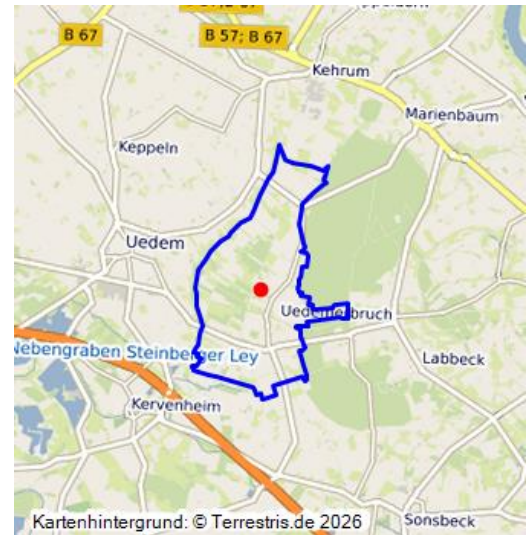 B 67
B 57; B 67
Kehrum
Marienbaum
Keppeln
Uedem
Uedemerbruch
Nebengraben Steinberger Ley
Labbeck
Kervenheim
Sonsbeck
Kartenhintergrund: © Terrestris.de 2026